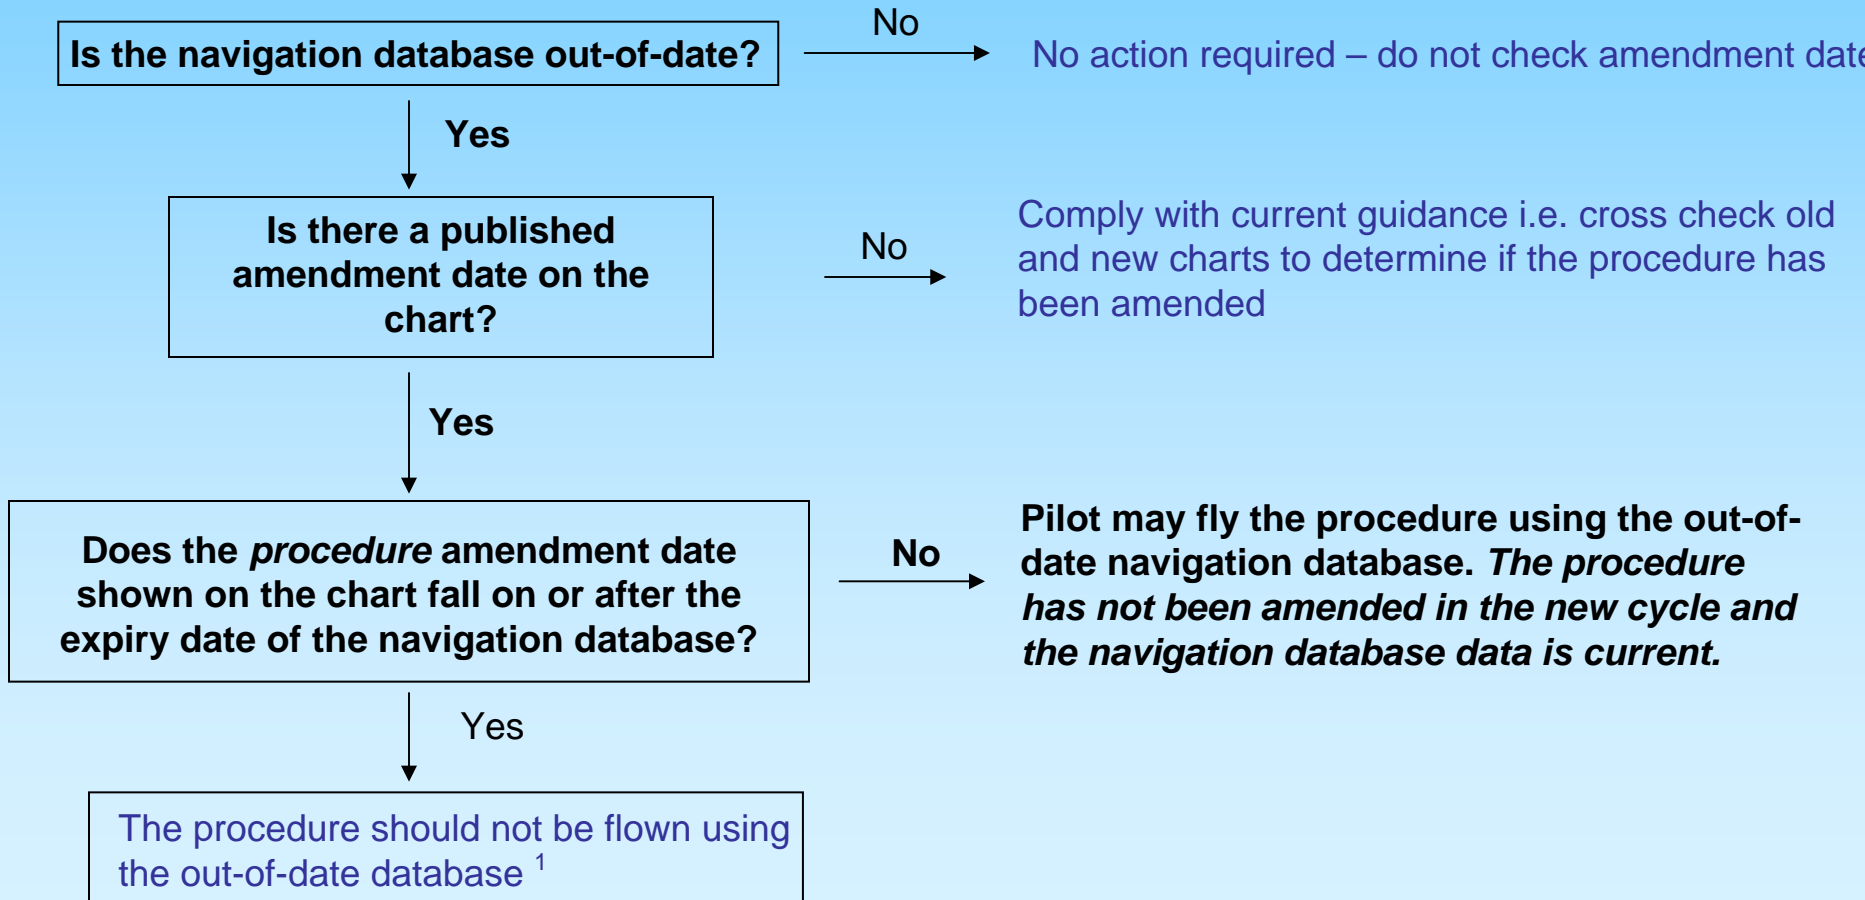 Is the navigation database out-of-date?
No
No action required – do not check amendment date
Yes
Is there a published
amendment date on the
chart?
No
Comply with current guidance i.e. cross check old
and new charts to determine if the procedure has
been amended
Yes
Does the procedure amendment date
shown on the chart fall on or after the
expiry date of the navigation database?
No
Pilot may fly the procedure using the out-of-
date navigation database. The procedure
has not been amended in the new cycle and
the navigation database data is current.
Yes
The procedure should not be flown using
the out-of-date database ¹